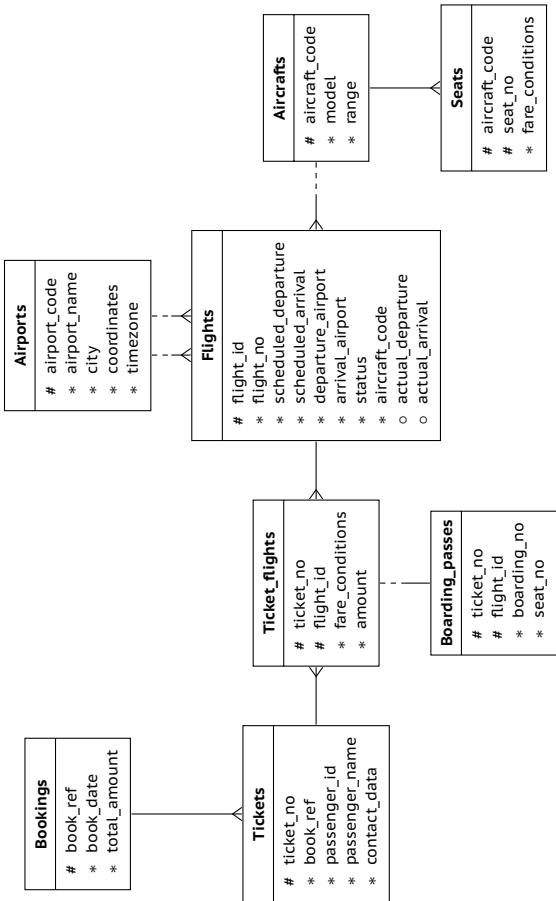 Bookings
# book_ref
* book_date
* total_amount
Tickets
# ticket_no
* book_ref
* passenger_id
* passenger_name
* contact_data
Ticket_flights
# ticket_no
# flight_id
* fare_conditions
* amount
Boarding_passes
# ticket_no
# flight_id
* boarding_no
* seat_no
Airports
# airport_code
* airport_name
* city
* coordinates
* timezone
Flights
# flight_id
* flight_no
* scheduled_departure
* scheduled_arrival
* departure_airport
* arrival_airport
* status
* aircraft_code
○ actual_departure
○ actual_arrival
Aircrafts
# aircraft_code
* model
* range
Seats
# aircraft_code
# seat_no
* fare_conditions